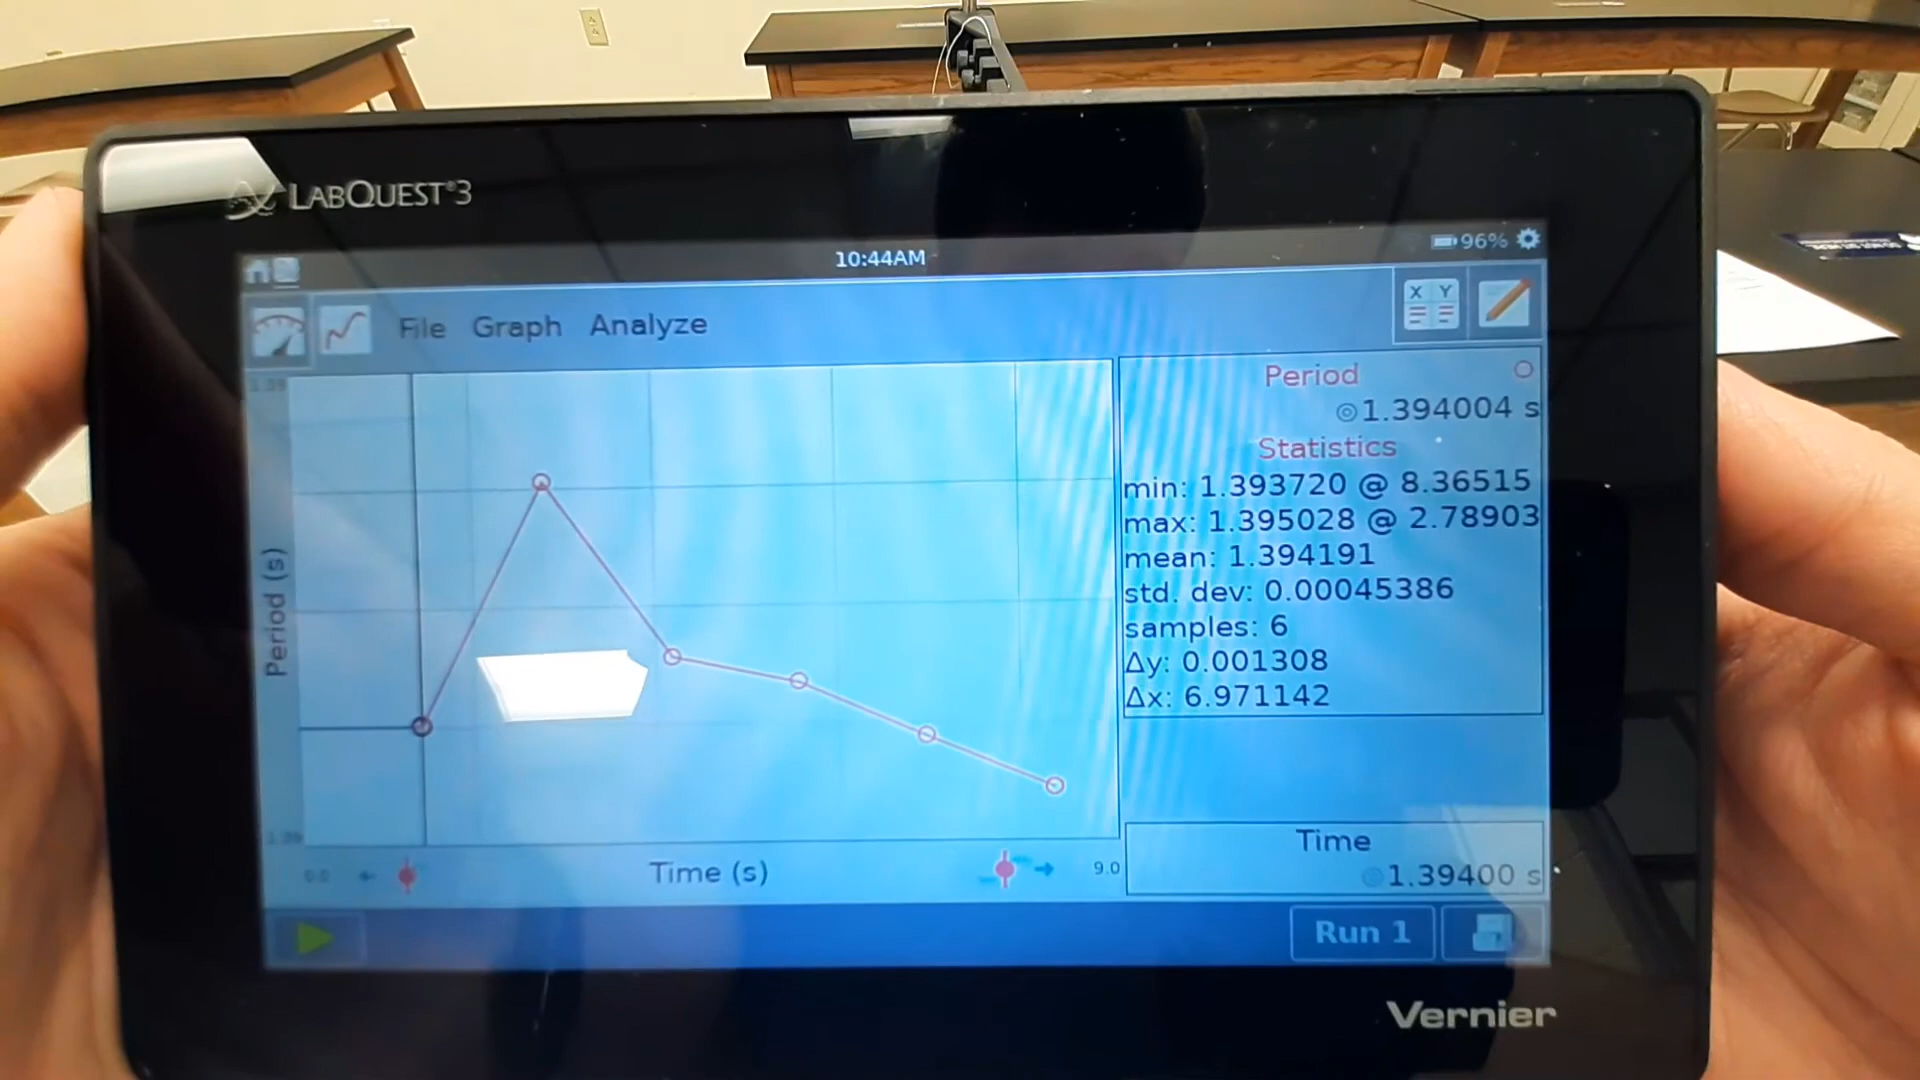 LABQUEST®3
10:44AM
96%
File Graph Analyze
X Y
Period
1.394004 s
Statistics
min: 1.393720 @ 8.36515
max: 1.395028 @ 2.78903
mean: 1.394191
std. dev: 0.00045386
samples: 6
Δy: 0.001308
Δx: 6.971142
Period (s)
0.0
Time (s)
9.0
Time
1.39400 s
Run 1
Vernier